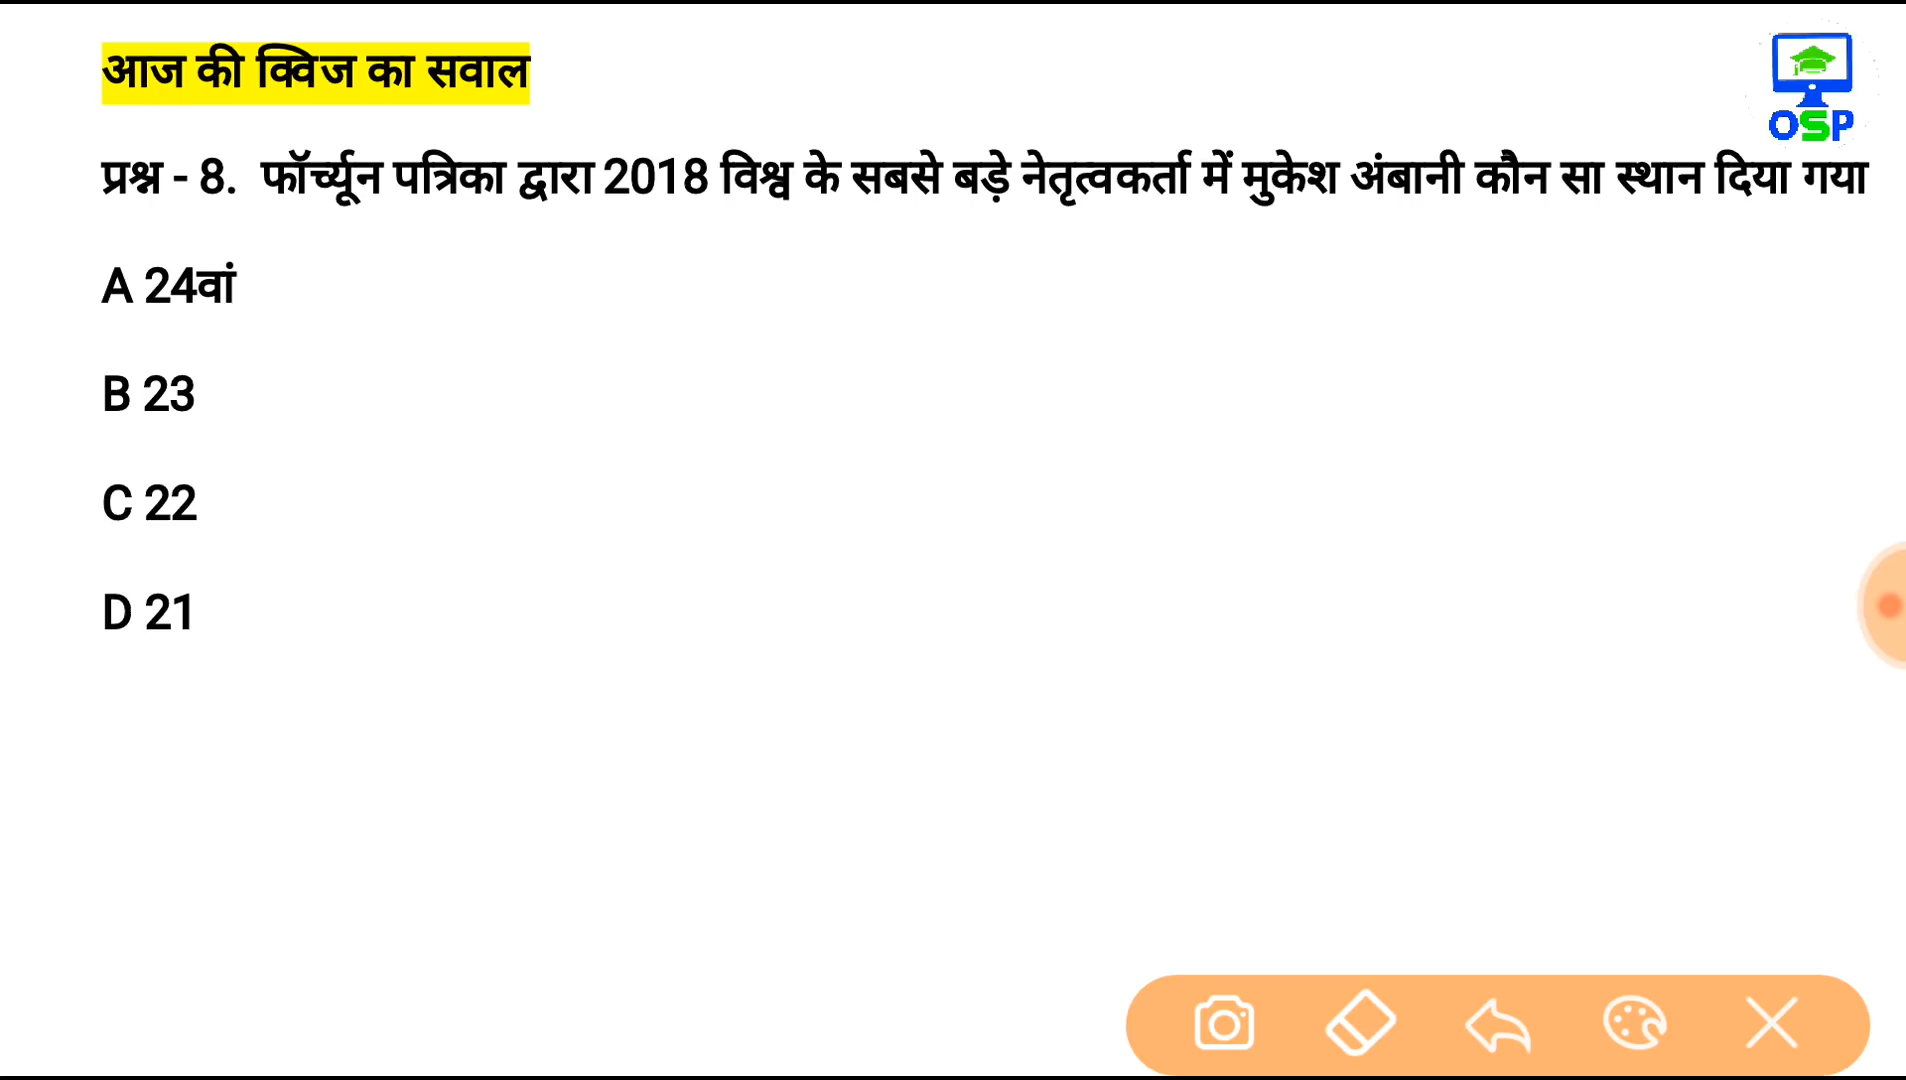 आज की क्विज का सवाल
OSP
प्रश्न - 8. फॉर्च्यून पत्रिका द्वारा 2018 विश्व के सबसे बड़े नेतृत्वकर्ता में मुकेश अंबानी कौन सा स्थान दिया गया
A 24वां
B 23
C 22
D 21